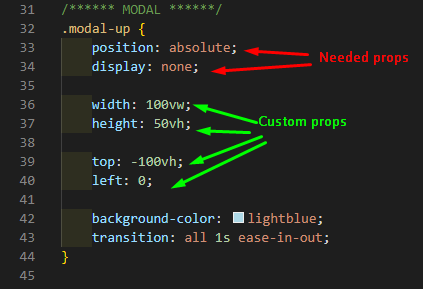 31 /****** MODAL ******/
32 .modal-up {
33 position: absolute;
Needed props
34 display: none;
35
36 width: 100vw;
37 height: 50vh;
Custom props
38
39 top: -100vh;
40 left: 0;
41
42 background-color: lightblue;
43 transition: all 1s ease-in-out;
44 }
45